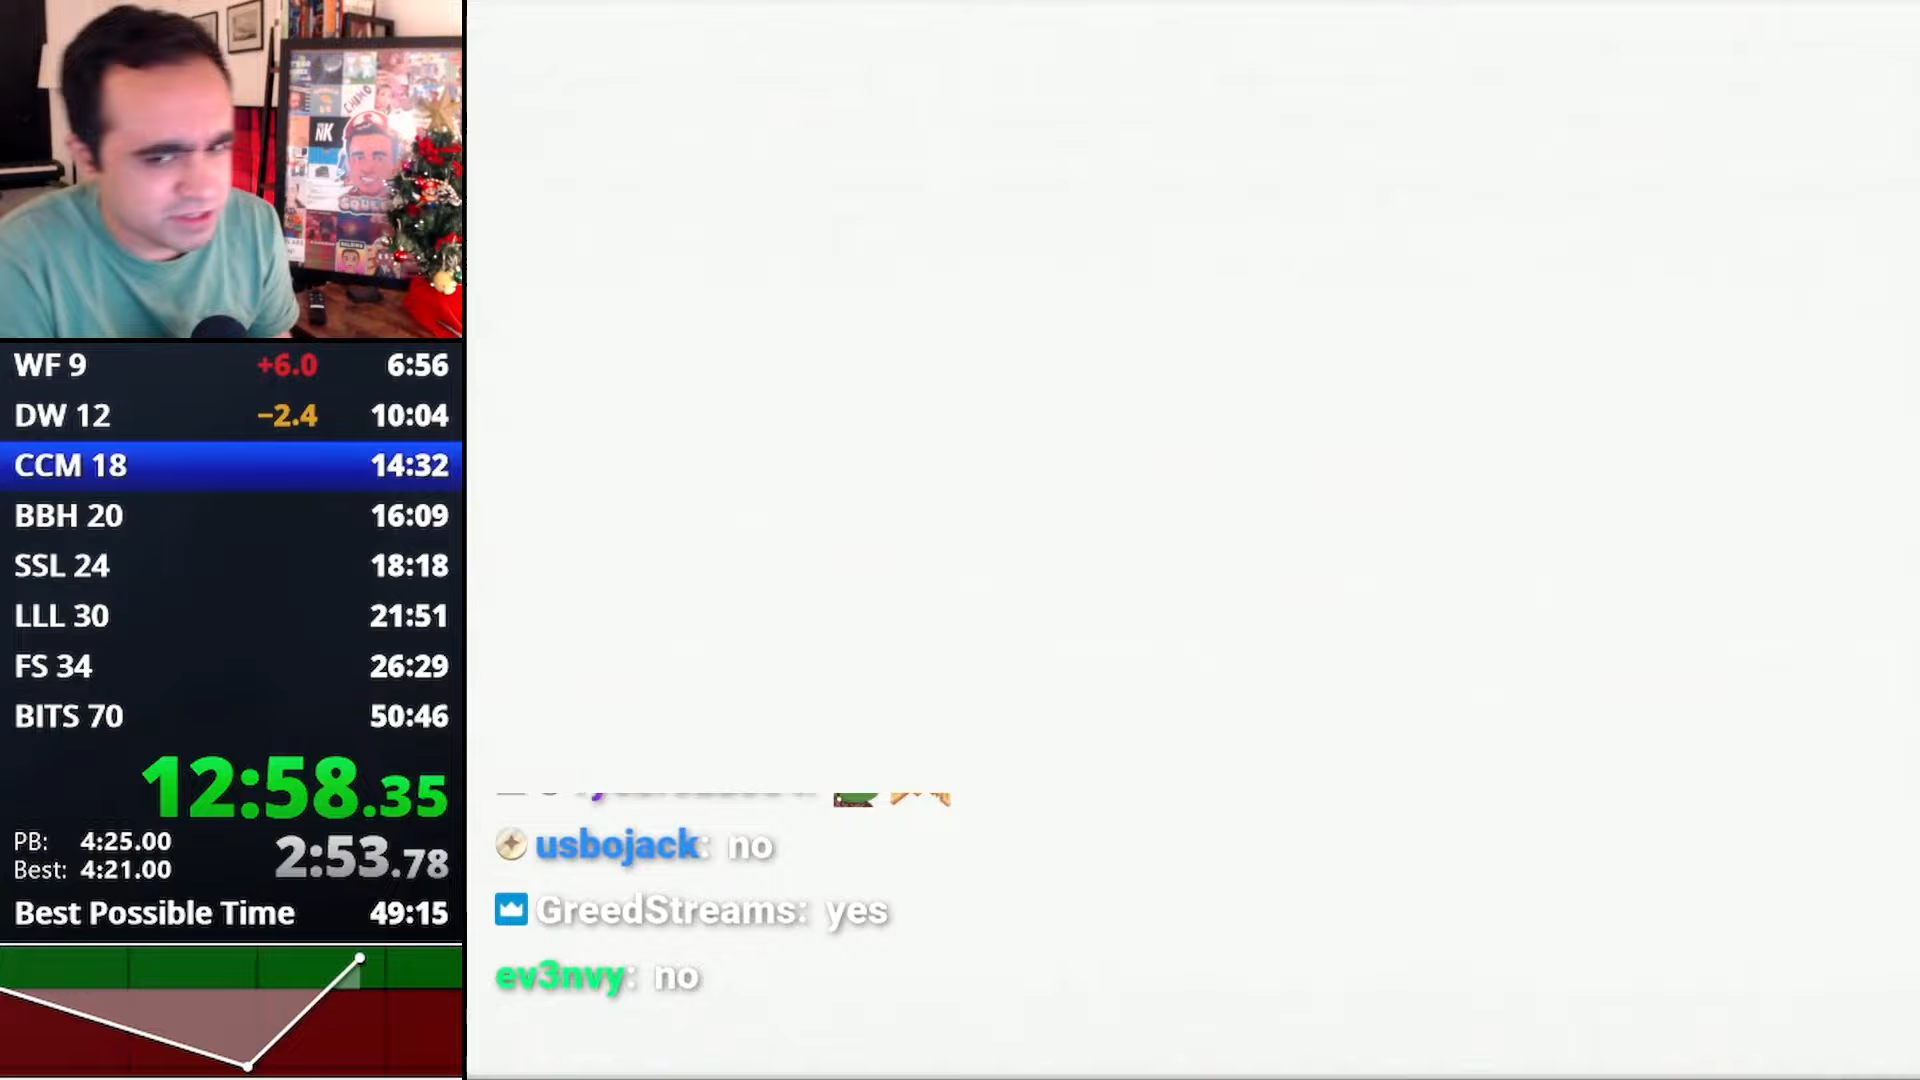 CHINO
NK
SQUEE
WF 9 +6.0 6:56
DW 12 −2.4 10:04
CCM 18 14:32
BBH 20 16:09
SSL 24 18:18
LLL 30 21:51
FS 34 26:29
BITS 70 50:46
12:58.35
PB: 4:25.00
Best: 4:21.00
2:53.78
Best Possible Time 49:15
usbojack: no
GreedStreams: yes
ev3nvy: no